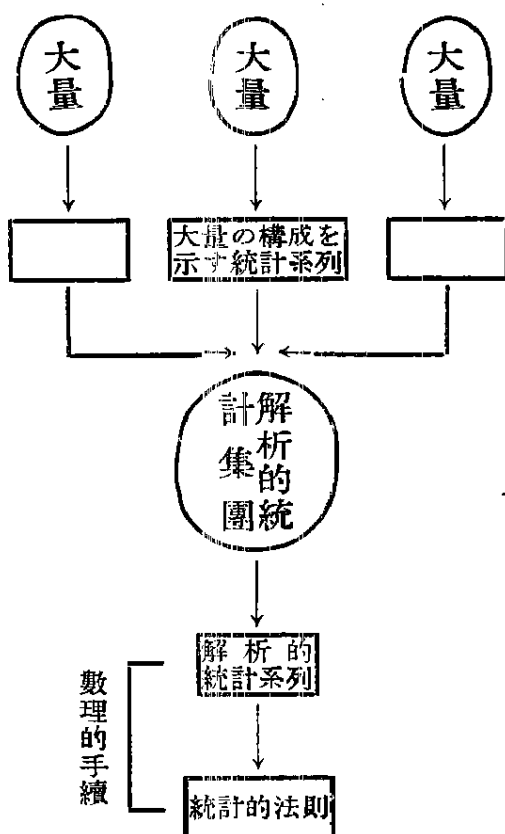 大量
大量
大量
大量の構成を
示す統計系列
解析的統
計集團
解析的
統計系列
數理的手續
統計的法則